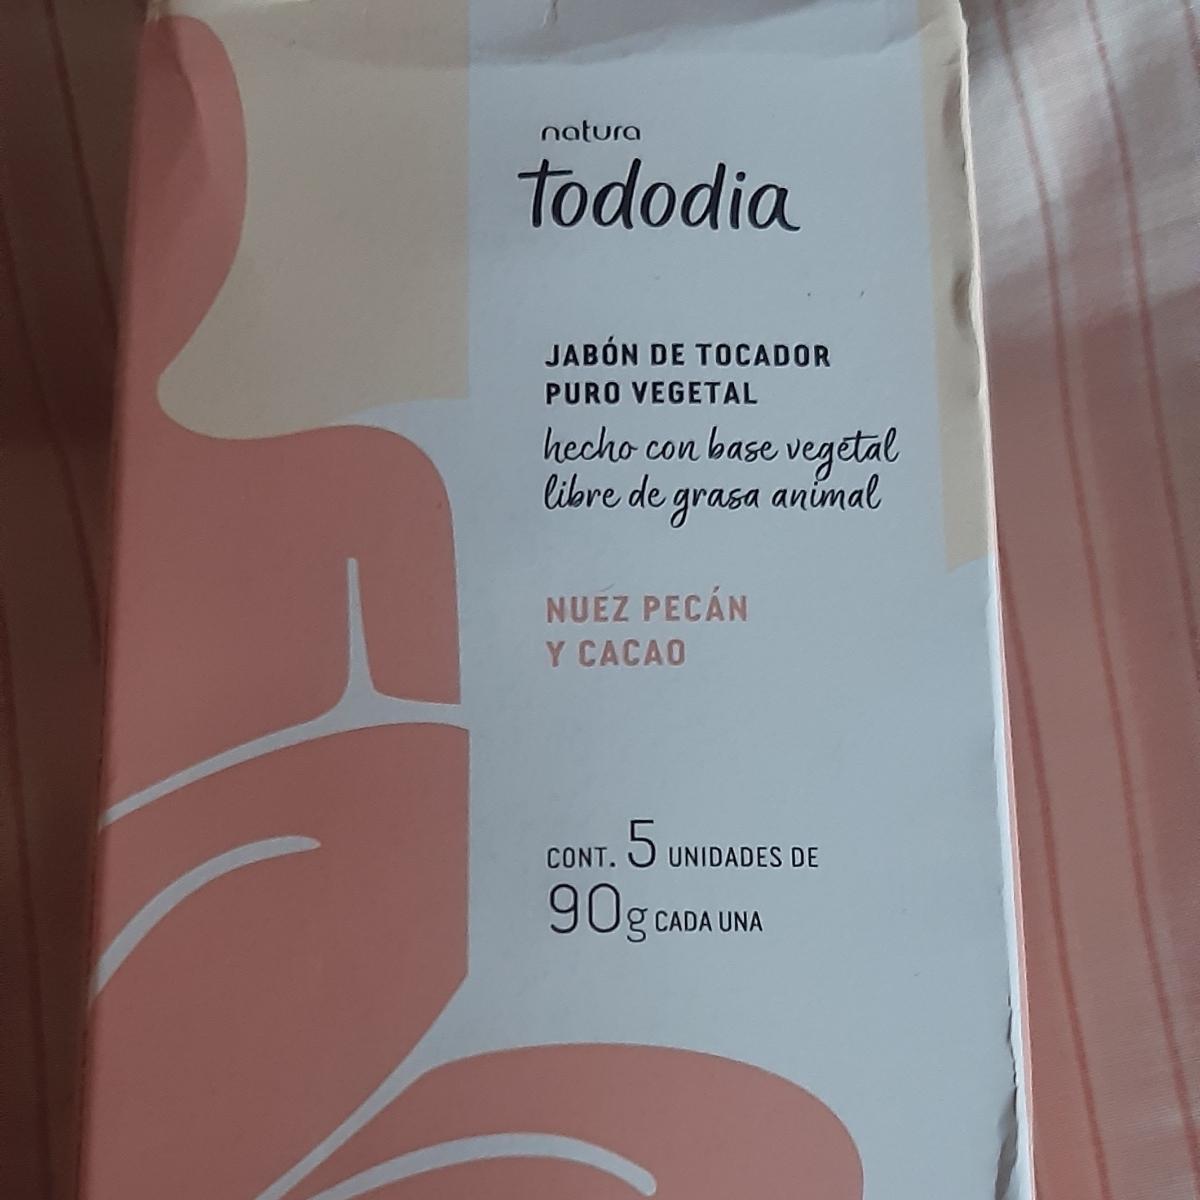 natura
tododia
JABÓN DE TOCADOR
PURO VEGETAL
hecho con base vegetal
libre de grasa animal
NUEZ PECÁN
Y CACAO
CONT. 5 UNIDADES DE
90g CADA UNA